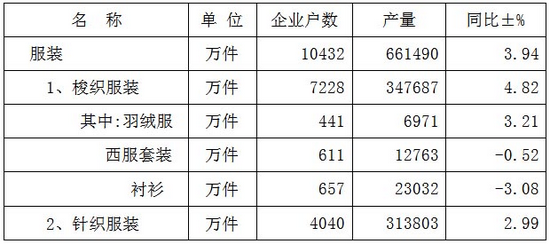 名 称 单 位 企业户数 产量 同比±%
服装 万件 10432 661490 3.94
1、梭织服装 万件 7228 347687 4.82
其中:羽绒服 万件 441 6971 3.21
西服套装 万件 611 12763 -0.52
衬衫 万件 657 23032 -3.08
2、针织服装 万件 4040 313803 2.99